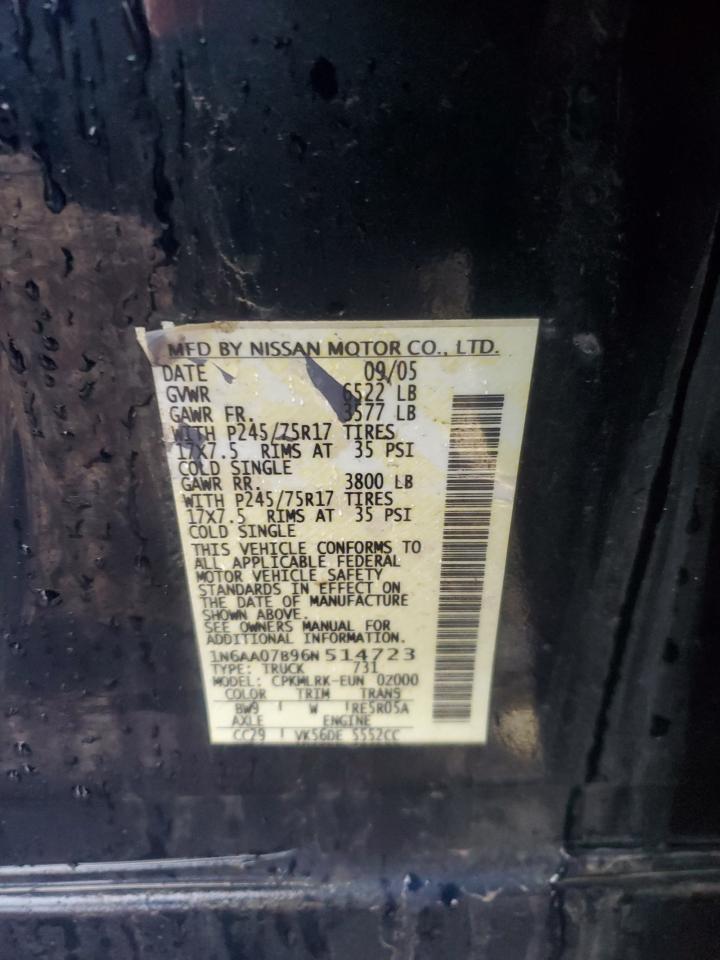 MFD BY NISSAN MOTOR CO., LTD.
DATE 09/05
GVWR 6522 LB
GAWR FR. 3577 LB
WITH P245/75R17 TIRES
17X7.5 RIMS AT 35 PSI
COLD SINGLE
GAWR RR. 3800 LB
WITH P245/75R17 TIRES
17X7.5 RIMS AT 35 PSI
COLD SINGLE
THIS VEHICLE CONFORMS TO
ALL APPLICABLE FEDERAL
MOTOR VEHICLE SAFETY
STANDARDS IN EFFECT ON
THE DATE OF MANUFACTURE
SHOWN ABOVE.
SEE OWNERS MANUAL FOR
ADDITIONAL INFORMATION.
1N6AA07B96N514723
TYPE: TRUCK 731
MODEL: CPKMLRK-EUN 02000
COLOR TRIM TRANS
BW9 W RE5R05A
AXLE ENGINE
CC29 VK56DE 5552CC